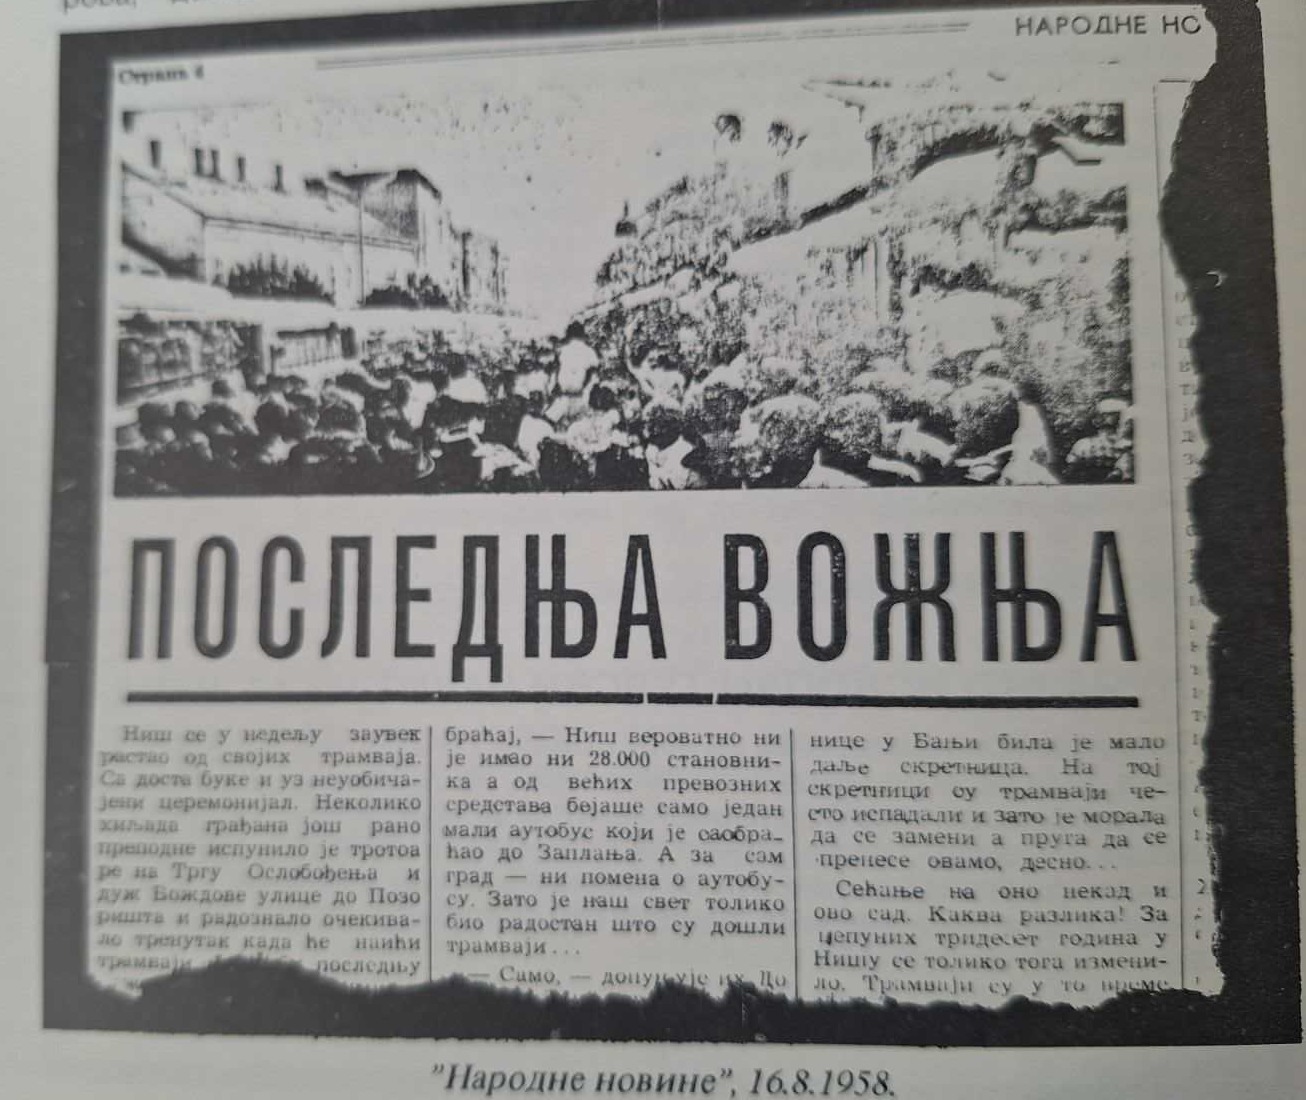 НАРОДНЕ НО
Страна 4
ПОСЛЕДЊА ВОЖЊА
Ниш се у недељу заувек
растао од својих трамваја.
Са доста буке и уз неуобича-
јени церемонијал. Неколико
хиљада грађана још рано
преподне испунило је тротоа
ре на Тргу Ослобођења и
дуж Вождове улице до Позо
ришта и радознало очекива-
ло тренутак када ће наићи
трамваји последњу
браћај, — Ниш вероватно ни
је имао ни 28.000 становни-
ка а од већих превозних
средстава бејаше само један
мали аутобус који је саобра-
ћао до Заплања. А за сам
град — ни помена о аутобу-
су. Зато је наш свет толико
био радостан што су дошли
трамваји...
— Само, — допуњује их До
нице у Бањи била је мало
даље скретница. На тој
скретници су трамваји че-
сто испадали и зато је морала
да се замени а пруга да се
пренесе овамо, десно...
Сећање на оно некад и
ово сад. Каква разлика! За
цепуних тридесет година у
Нишу се толико тога измени-
ло. Трамваји су у то време
"Народне новине", 16.8.1958.